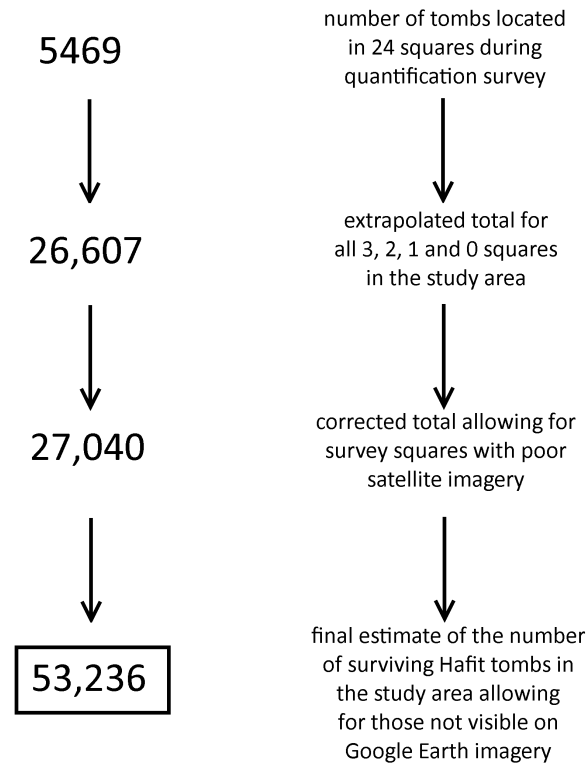 5469
number of tombs located
in 24 squares during
quantification survey
26,607
extrapolated total for
all 3, 2, 1 and 0 squares
in the study area
27,040
corrected total allowing for
survey squares with poor
satellite imagery
53,236
final estimate of the number
of surviving Hafit tombs in
the study area allowing
for those not visible on
Google Earth imagery